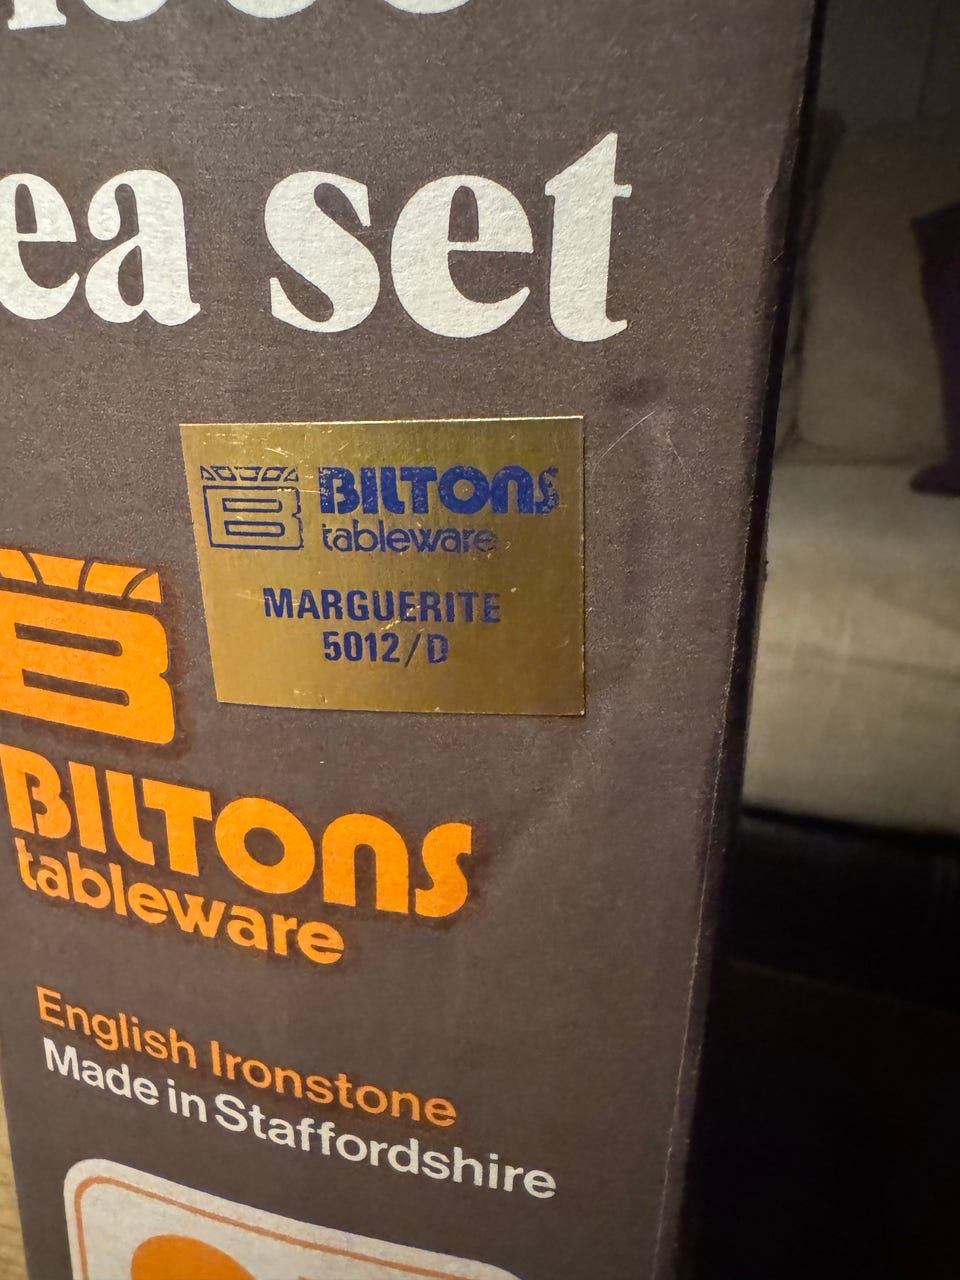 ea set
BILTONS
tableware
MARGUERITE
5012/D
BILTONS
tableware
English Ironstone
Made in Staffordshire